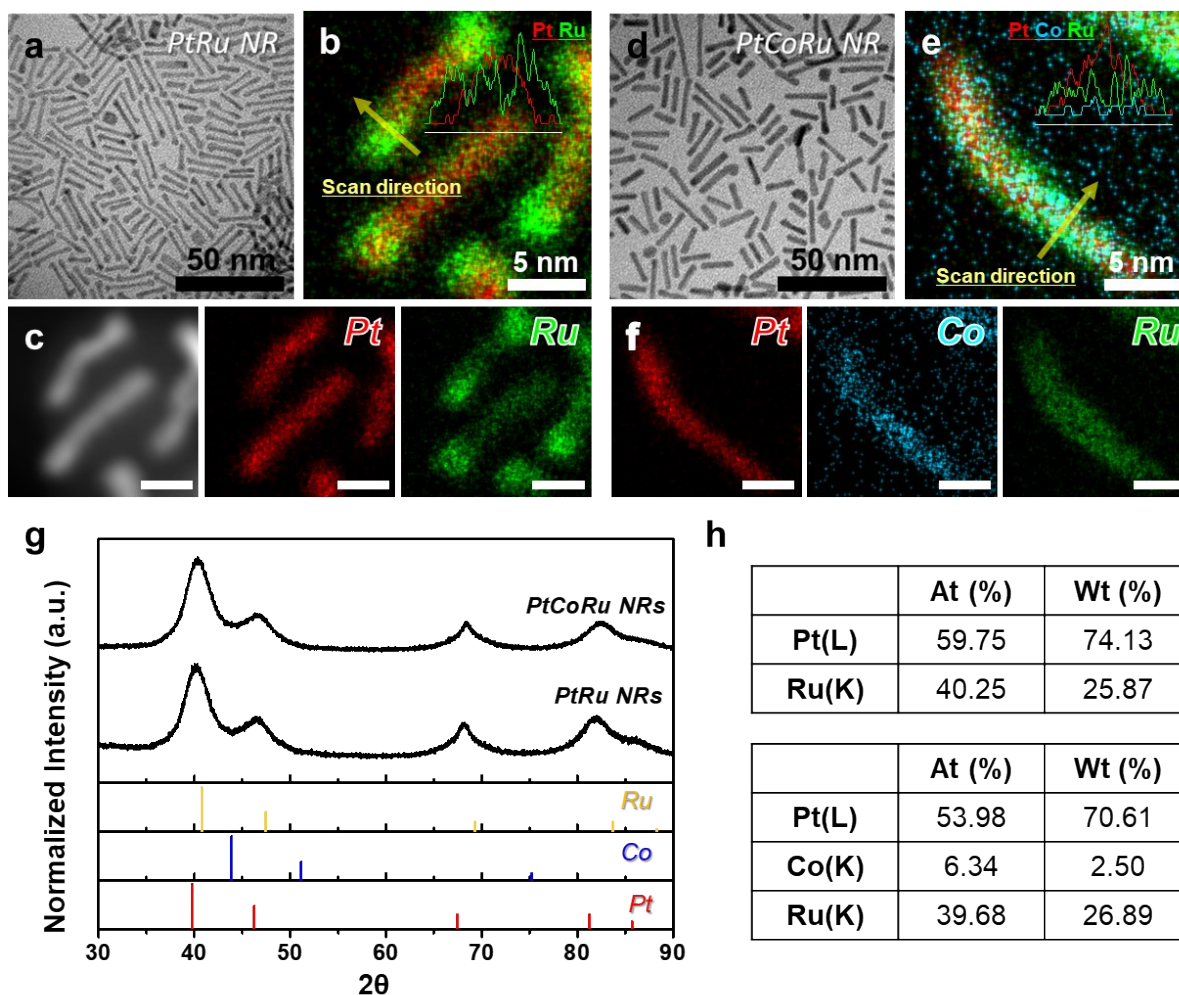 a
PtRu NR
50 nm
b
Pt Ru
Scan direction
5 nm
d
PtCoRu NR
50 nm
e
Pt Co Ru
Scan direction
5 nm
c
Pt
Ru
f
Pt
Co
Ru
g
Normalized Intensity (a.u.)
PtCoRu NRs
PtRu NRs
Ru
Co
Pt
30 40 50 60 70 80 90
2θ
h
At (%) Wt (%)
Pt(L) 59.75 74.13
Ru(K) 40.25 25.87
At (%) Wt (%)
Pt(L) 53.98 70.61
Co(K) 6.34 2.50
Ru(K) 39.68 26.89